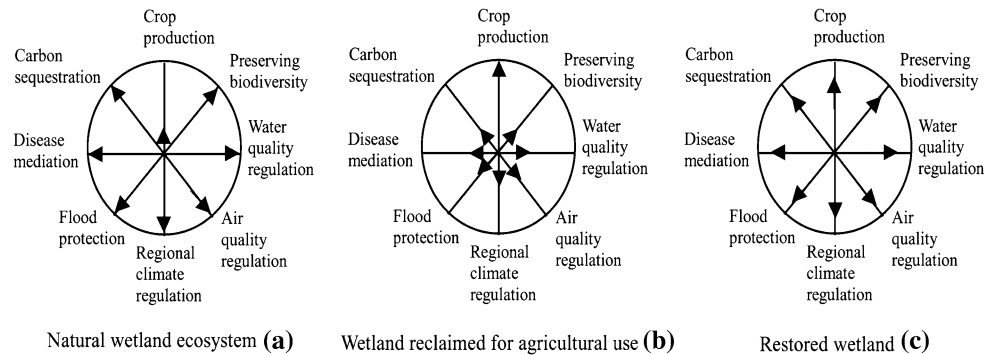 Crop
production
Carbon
sequestration
Preserving
biodiversity
Disease
mediation
Water
quality
regulation
Flood
protection
Regional
climate
regulation
Air
quality
regulation
Natural wetland ecosystem (a)
Crop
production
Carbon
sequestration
Preserving
biodiversity
Disease
mediation
Water
quality
regulation
Flood
protection
Regional
climate
regulation
Air
quality
regulation
Wetland reclaimed for agricultural use (b)
Crop
production
Carbon
sequestration
Preserving
biodiversity
Disease
mediation
Water
quality
regulation
Flood
protection
Regional
climate
regulation
Air
quality
regulation
Restored wetland (c)